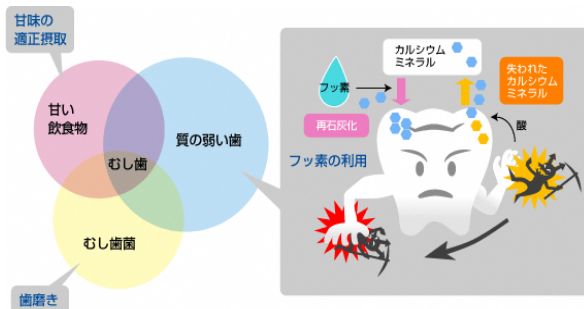 甘味の
適正摂取
甘い
飲食物
質の弱い歯
むし歯
むし歯菌
歯磨き
フッ素の利用
フッ素
カルシウム
ミネラル
失われた
カルシウム
ミネラル
再石灰化
酸